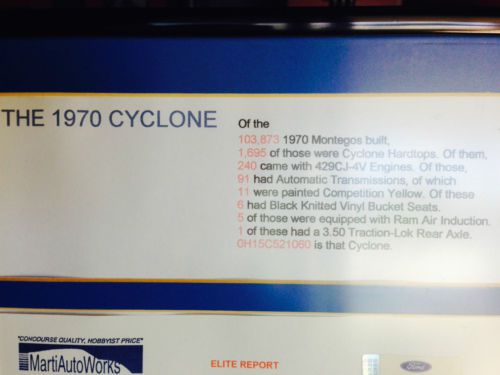 THE 1970 CYCLONE
Of the
103,873 1970 Montegos built,
1,695 of those were Cyclone Hardtops. Of them,
240 came with 429CJ-4V Engines. Of those,
91 had Automatic Transmissions, of which
11 were painted Competition Yellow. Of these
6 had Black Knitted Vinyl Bucket Seats.
5 of those were equipped with Ram Air Induction.
1 of these had a 3.50 Traction-Lok Rear Axle.
0H15C521060 is that Cyclone.
"CONCOURSE QUALITY, HOBBYIST PRICE"
MartiAutoWorks
ELITE REPORT
Ford